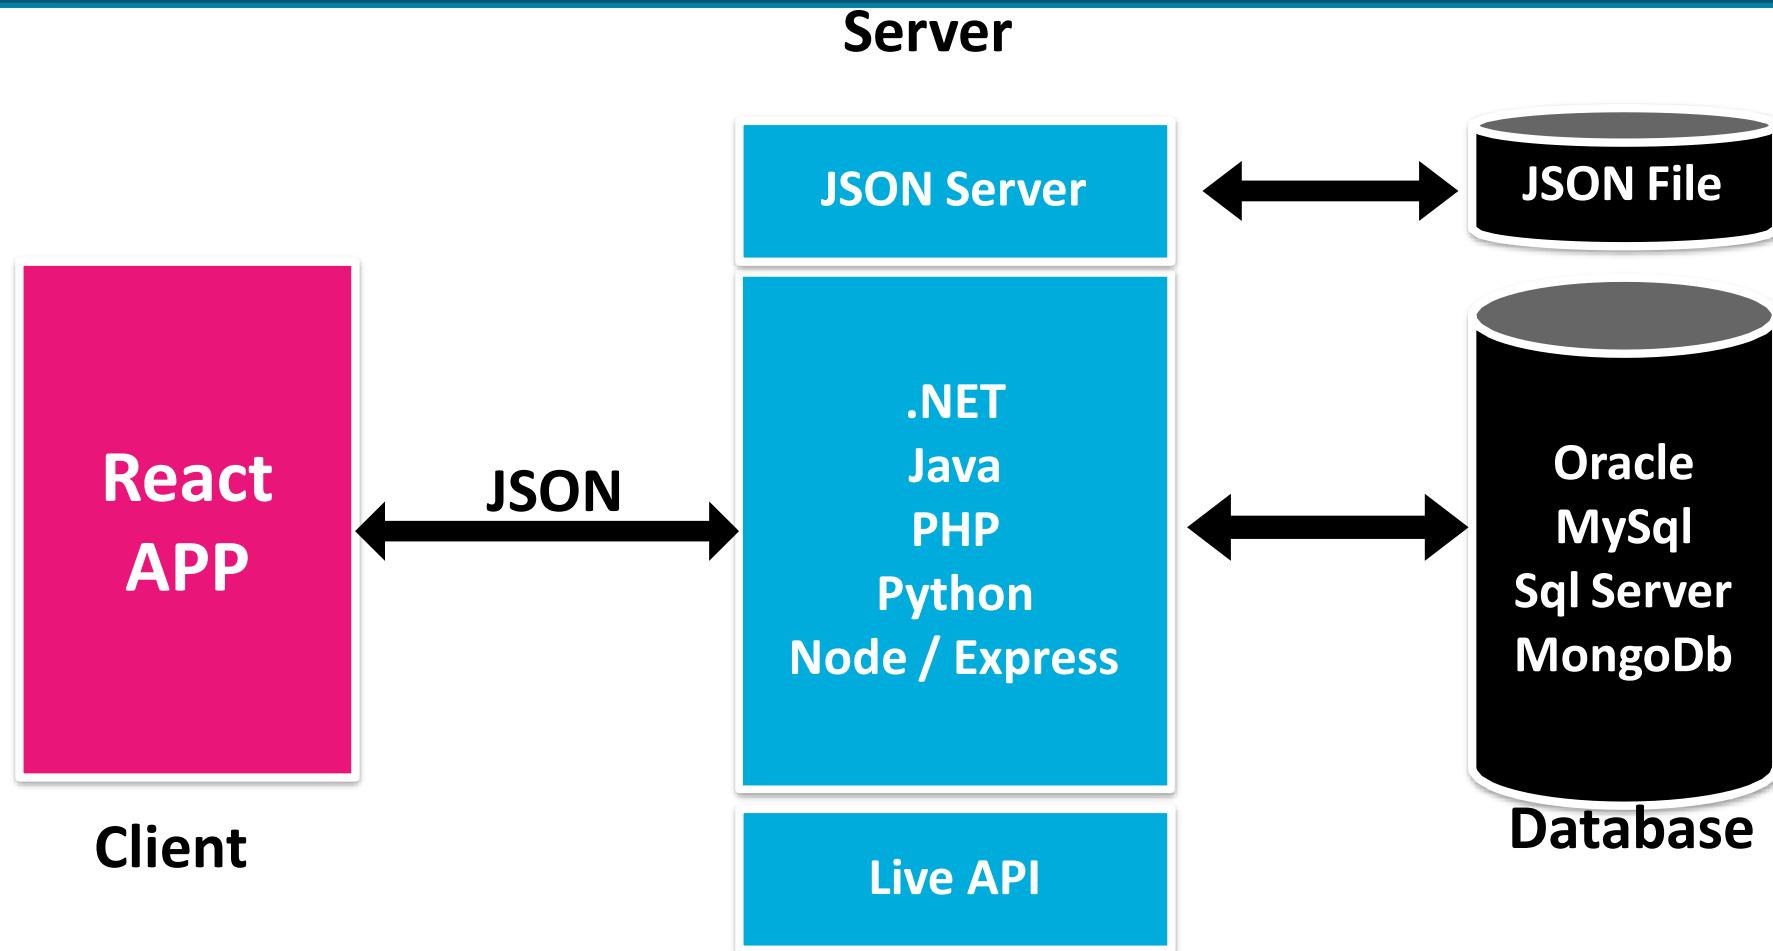 Server
JSON Server
JSON File
React
APP
JSON
.NET
Java
PHP
Python
Node / Express
Oracle
MySql
Sql Server
MongoDb
Client
Database
Live API